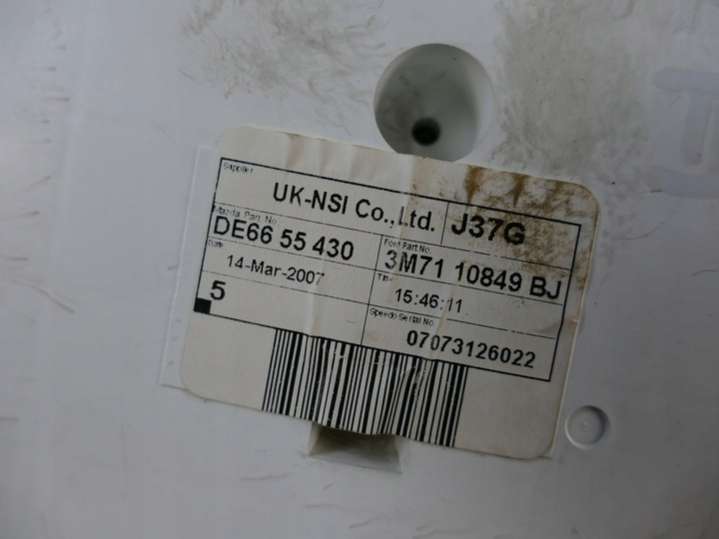 Supplier
UK-NSI Co.,Ltd. J37G
Mazda Part No. Ford Part No.
DE66 55 430 3M71 10849 BJ
Date Time
14-Mar-2007 15:46:11
5 Speedo Serial No.
07073126022